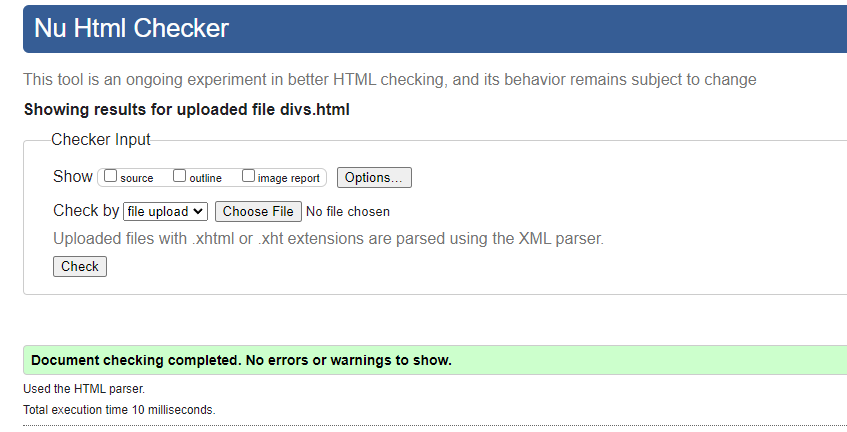 Nu Html Checker
This tool is an ongoing experiment in better HTML checking, and its behavior remains subject to change
Showing results for uploaded file divs.html
Checker Input
Show source outline image report Options...
Check by file upload Choose File No file chosen
Uploaded files with .xhtml or .xht extensions are parsed using the XML parser.
Check
Document checking completed. No errors or warnings to show.
Used the HTML parser.
Total execution time 10 milliseconds.